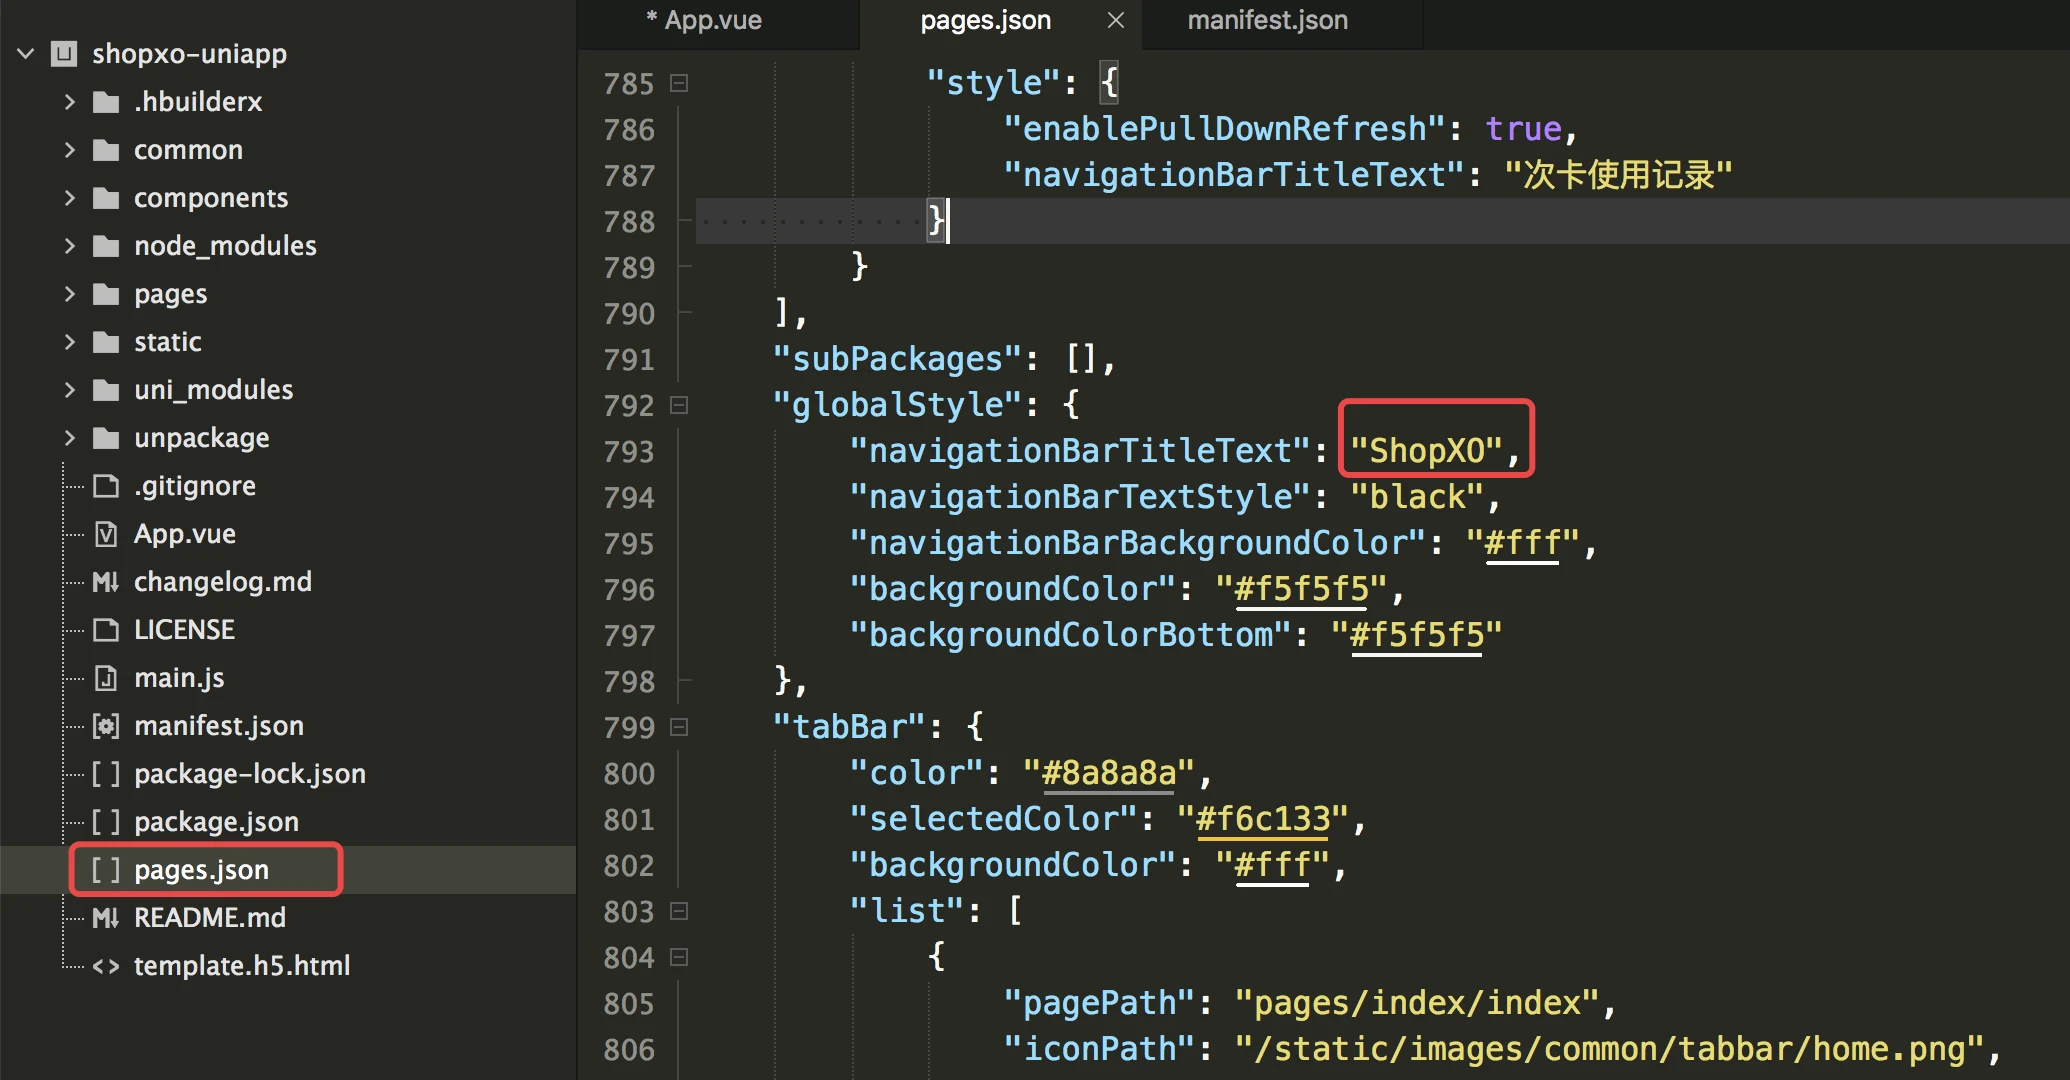 shopxo-uniapp
.hbuilderx
common
components
node_modules
pages
static
uni_modules
unpackage
.gitignore
App.vue
changelog.md
LICENSE
main.js
manifest.json
package-lock.json
package.json
pages.json
README.md
template.h5.html
* App.vue
pages.json
manifest.json
785 "style": {
786 "enablePullDownRefresh": true,
787 "navigationBarTitleText": "次卡使用记录"
788 }
789 }
790 ],
791 "subPackages": [],
792 "globalStyle": {
793 "navigationBarTitleText": "ShopXO",
794 "navigationBarTextStyle": "black",
795 "navigationBarBackgroundColor": "#fff",
796 "backgroundColor": "#f5f5f5",
797 "backgroundColorBottom": "#f5f5f5"
798 },
799 "tabBar": {
800 "color": "#8a8a8a",
801 "selectedColor": "#f6c133",
802 "backgroundColor": "#fff",
803 "list": [
804 {
805 "pagePath": "pages/index/index",
806 "iconPath": "/static/images/common/tabbar/home.png",